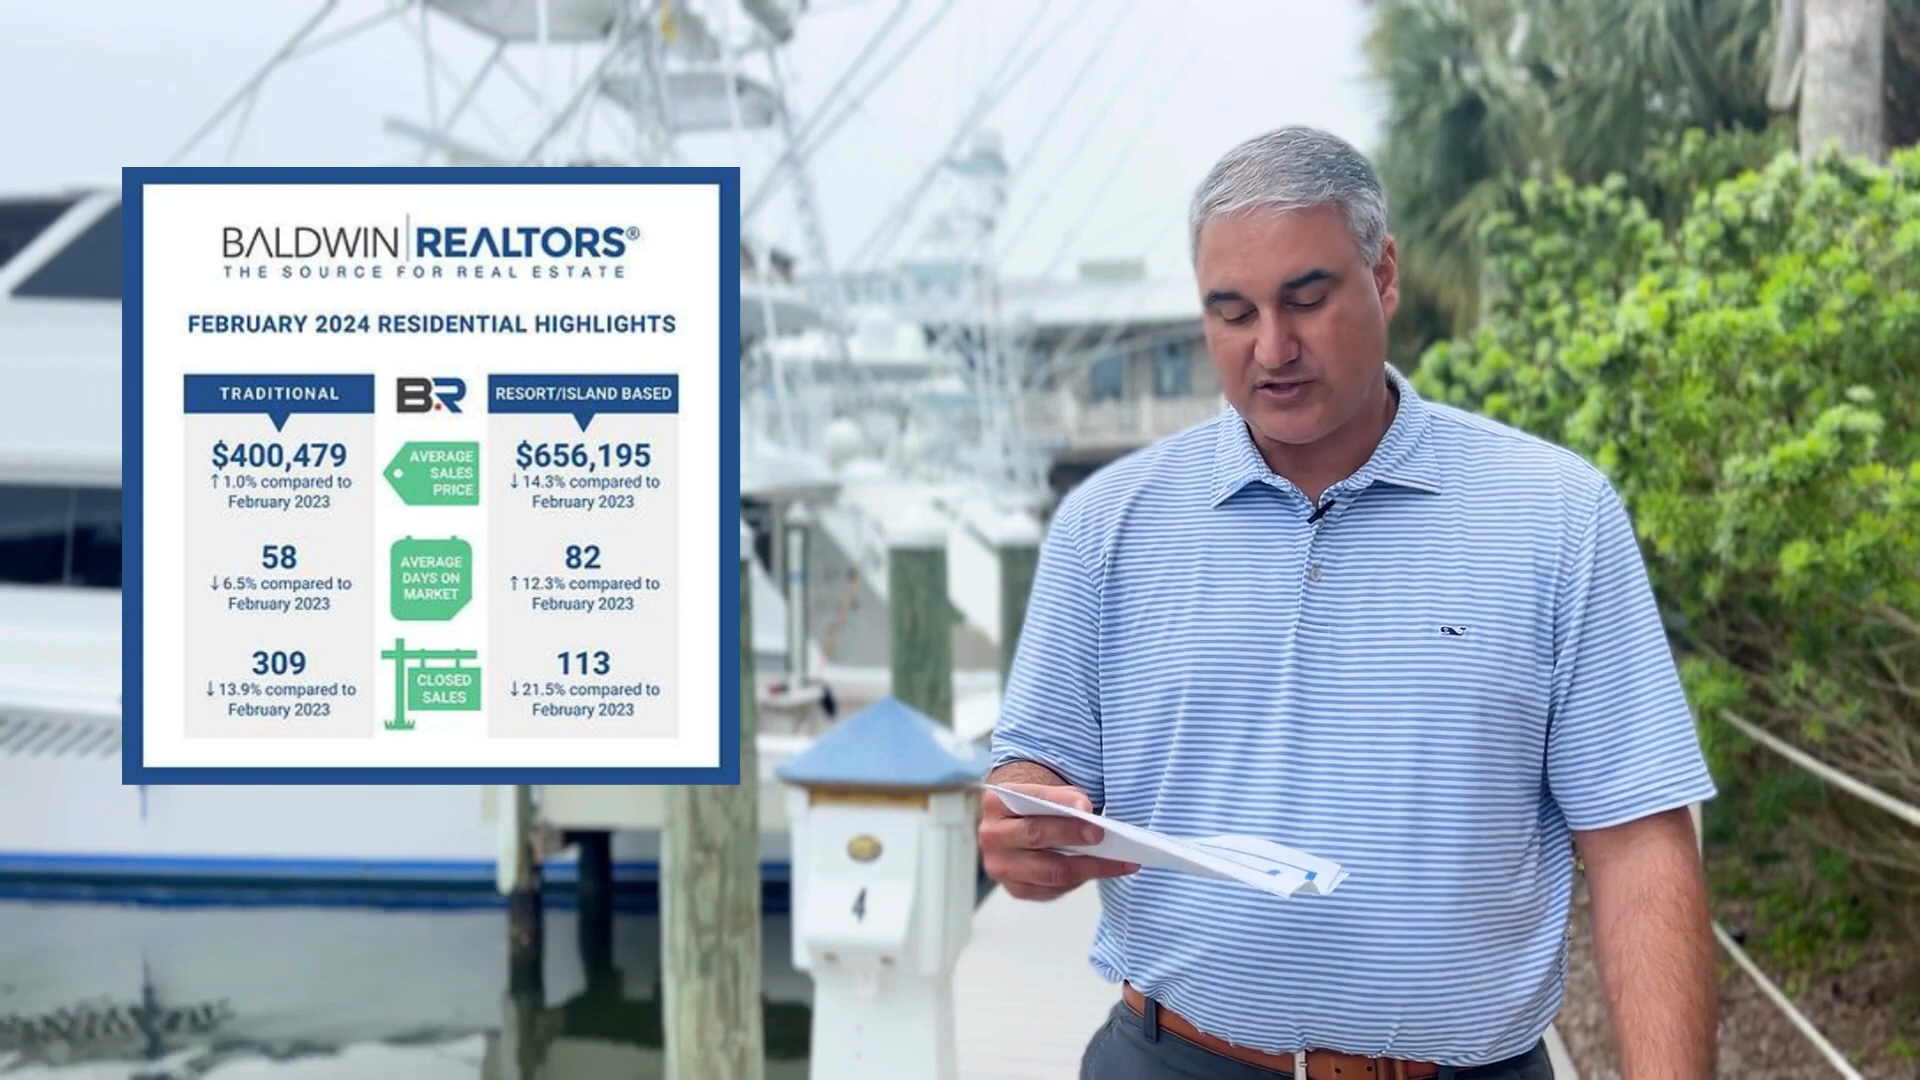 BALDWIN REALTORS®
THE SOURCE FOR REAL ESTATE
FEBRUARY 2024 RESIDENTIAL HIGHLIGHTS
TRADITIONAL
BR
RESORT/ISLAND BASED
$400,479
↑1.0% compared to
February 2023
AVERAGE
SALES
PRICE
$656,195
↓14.3% compared to
February 2023
58
↓6.5% compared to
February 2023
AVERAGE
DAYS ON
MARKET
82
↑12.3% compared to
February 2023
309
↓13.9% compared to
February 2023
CLOSED
SALES
113
↓21.5% compared to
February 2023
4